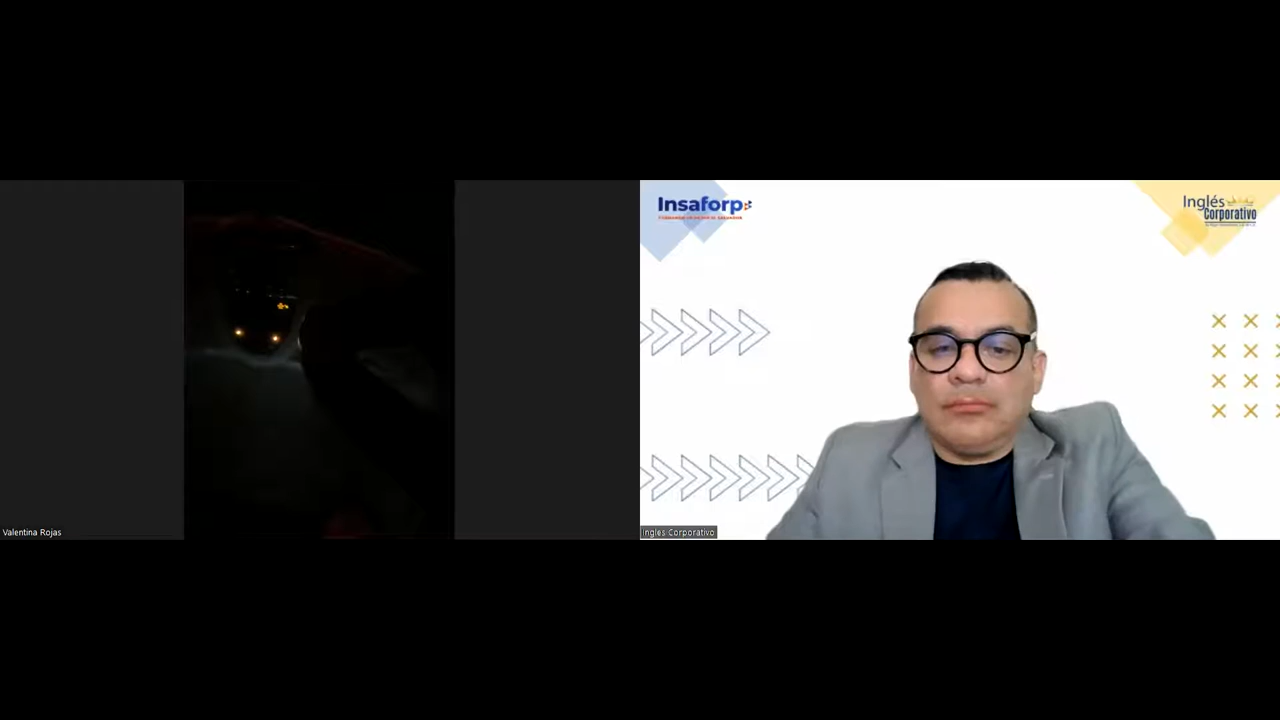 Insaforp
Inglés
Corporativo
Valentina Rojas
Ingles Corporativo